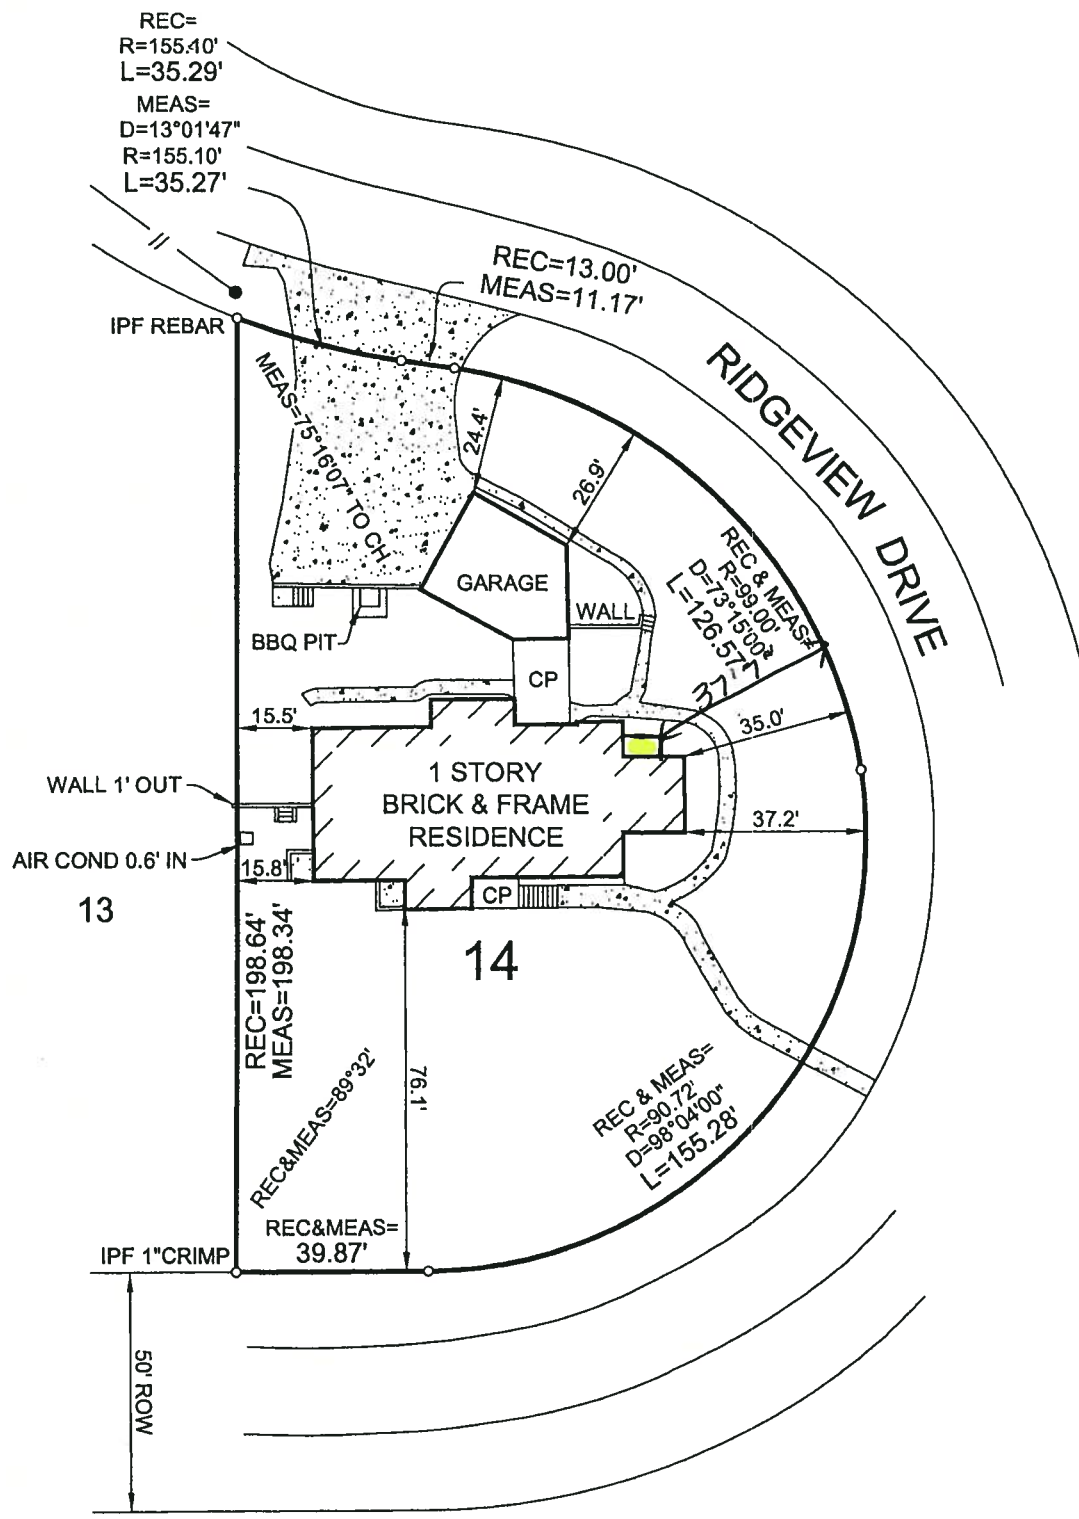 REC=
R=155.10'
L=35.29'
MEAS=
D=13°01'47"
R=155.10'
L=35.27'
REC=13.00'
MEAS=11.17'
IPF REBAR
MEAS=75°16'07" TO CH
24.4'
26.9'
RIDGEVIEW DRIVE
REC & MEAS=
R=99.00'
D=73°15'00"
L=126.57'
37'
GARAGE
WALL
BBQ PIT
CP
15.5'
35.0'
1 STORY
BRICK & FRAME
RESIDENCE
WALL 1' OUT
37.2'
AIR COND 0.6' IN
15.8'
CP
13
14
REC=198.64'
MEAS=198.34'
76.1'
REC&MEAS=89°32'
REC & MEAS=
R=90.72'
D=98°04'00"
L=155.28'
REC&MEAS=
39.87'
IPF 1"CRIMP
50' ROW